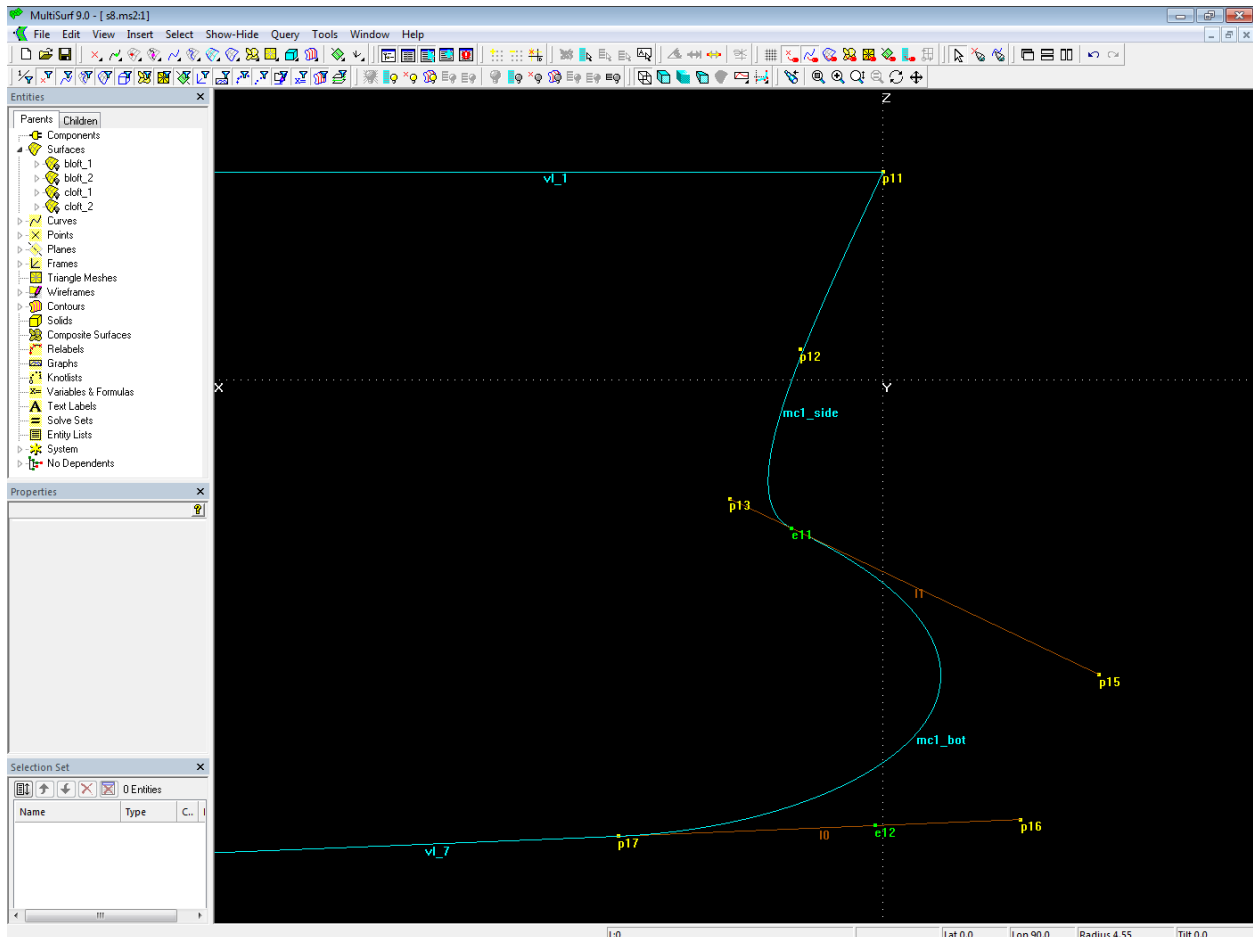 MultiSurf 9.0 - [ s8.ms2:1]
File Edit View Insert Select Show-Hide Query Tools Window Help
Entities
Parents Children
Components
Surfaces
bloft_1
bloft_2
cloft_1
cloft_2
Curves
Points
Planes
Frames
Triangle Meshes
Wireframes
Contours
Solids
Composite Surfaces
Relabels
Graphs
Knotlists
Variables & Formulas
Text Labels
Solve Sets
Entity Lists
System
No Dependents
Properties
Selection Set
0 Entities
Name Type C..
Z
vl_1
p11
p12
X
Y
mc1_side
p13
e11
l1
p15
mc1_bot
p17
l0
e12
p16
vl_7
Lat 0.0 Lon 90.0 Radius 4.55 Tilt 0.0